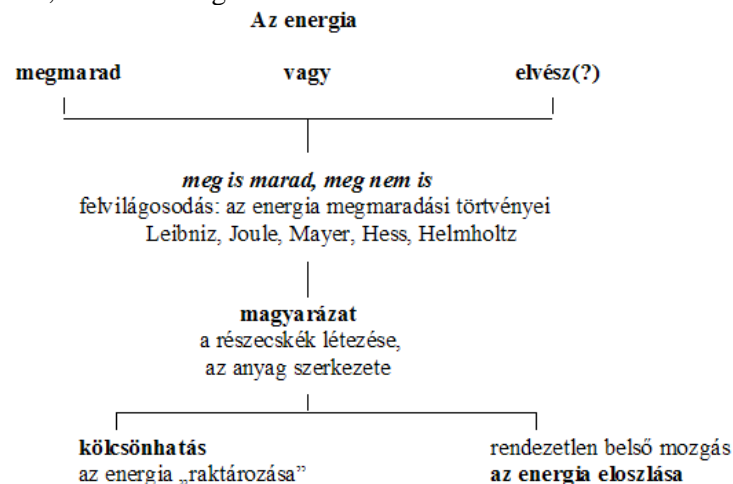 Az energia
megmarad vagy elvész(?)
meg is marad, meg nem is
felvilágosodás: az energia megmaradási törtvényei
Leibniz, Joule, Mayer, Hess, Helmholtz
magyarázat
a részecskék létezése,
az anyag szerkezete
kölcsönhatás rendezetlen belső mozgás
az energia „raktározása” az energia eloszlása